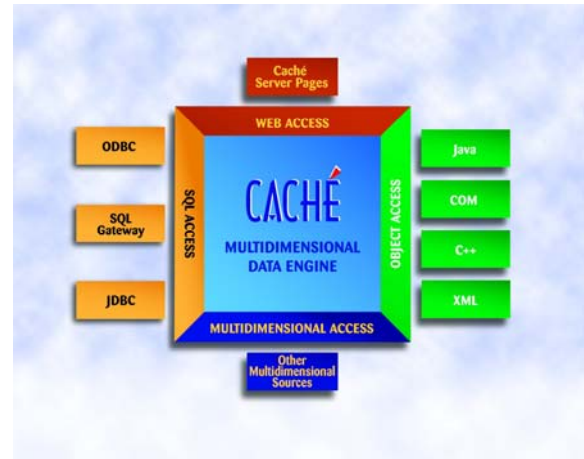 Caché
Server Pages
WEB ACCESS
ODBC
SQL
Gateway
JDBC
SQL ACCESS
CACHÉ
MULTIDIMENSIONAL
DATA ENGINE
OBJECT ACCESS
Java
COM
C++
XML
MULTIDIMENSIONAL ACCESS
Other
Multidimensional
Sources